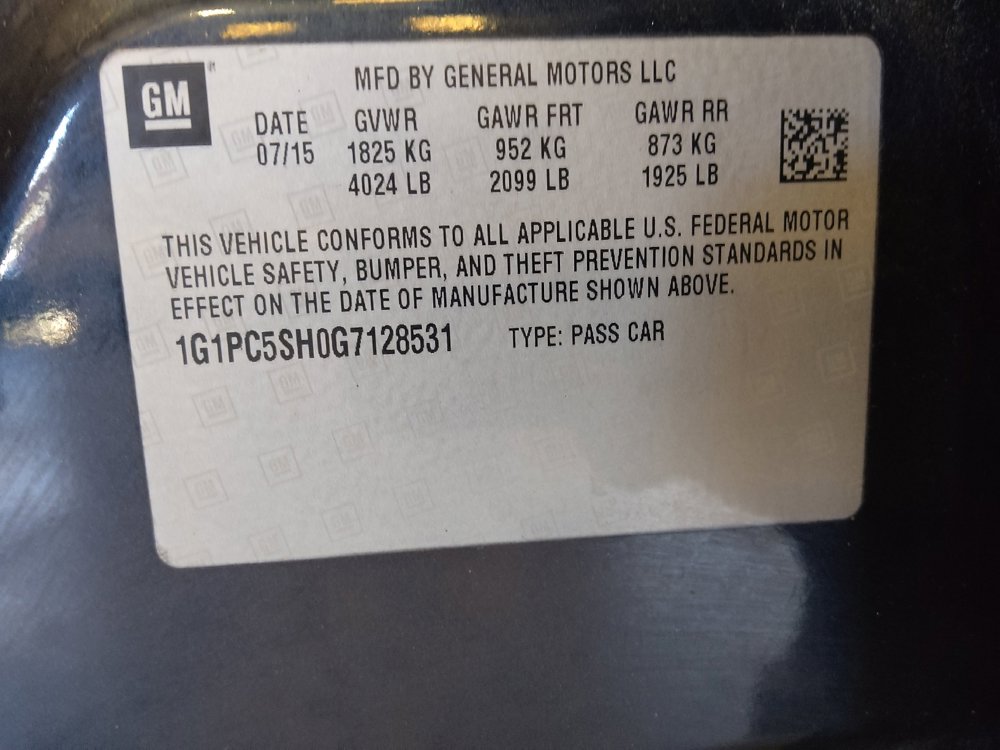 GM
MFD BY GENERAL MOTORS LLC
DATE GVWR GAWR FRT GAWR RR
07/15 1825 KG 952 KG 873 KG
4024 LB 2099 LB 1925 LB
THIS VEHICLE CONFORMS TO ALL APPLICABLE U.S. FEDERAL MOTOR
VEHICLE SAFETY, BUMPER, AND THEFT PREVENTION STANDARDS IN
EFFECT ON THE DATE OF MANUFACTURE SHOWN ABOVE.
1G1PC5SH0G7128531 TYPE: PASS CAR